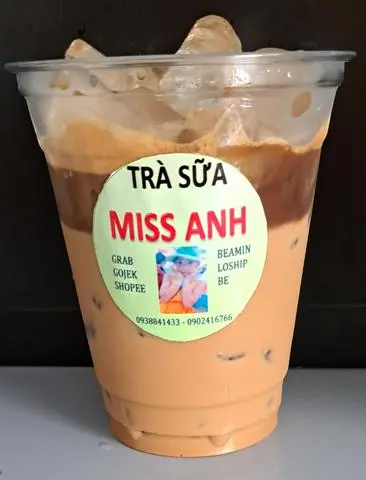 TRÀ SỮA
MISS ANH
GRAB
GOJEK
SHOPEE
BEAMIN
LOSHIP
BE
0938841433 - 0902416766